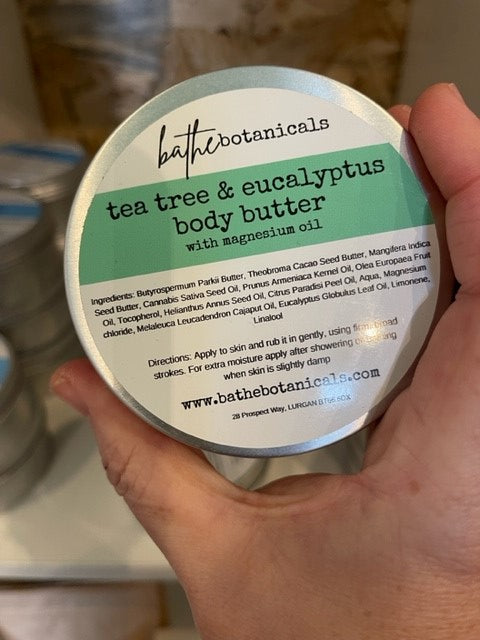 bathebotanicals
tea tree & eucalyptus
body butter
with magnesium oil
Ingredients: Butyrospermum Parkii Butter, Theobroma Cacao Seed Butter, Mangifera Indica
Seed Butter, Cannabis Sativa Seed Oil, Prunus Armeniaca Kernel Oil, Olea Europaea Fruit
Oil, Tocopherol, Helianthus Annus Seed Oil, Citrus Paradisi Peel Oil, Aqua, Magnesium
chloride, Melaleuca Leucadendron Cajaput Oil, Eucalyptus Globulus Leaf Oil, Limonene,
Linalool
Directions: Apply to skin and rub it in gently, using firm, broad
strokes. For extra moisture apply after showering or
when skin is slightly damp
www.bathebotanicals.com
28 Prospect Way, LURGAN